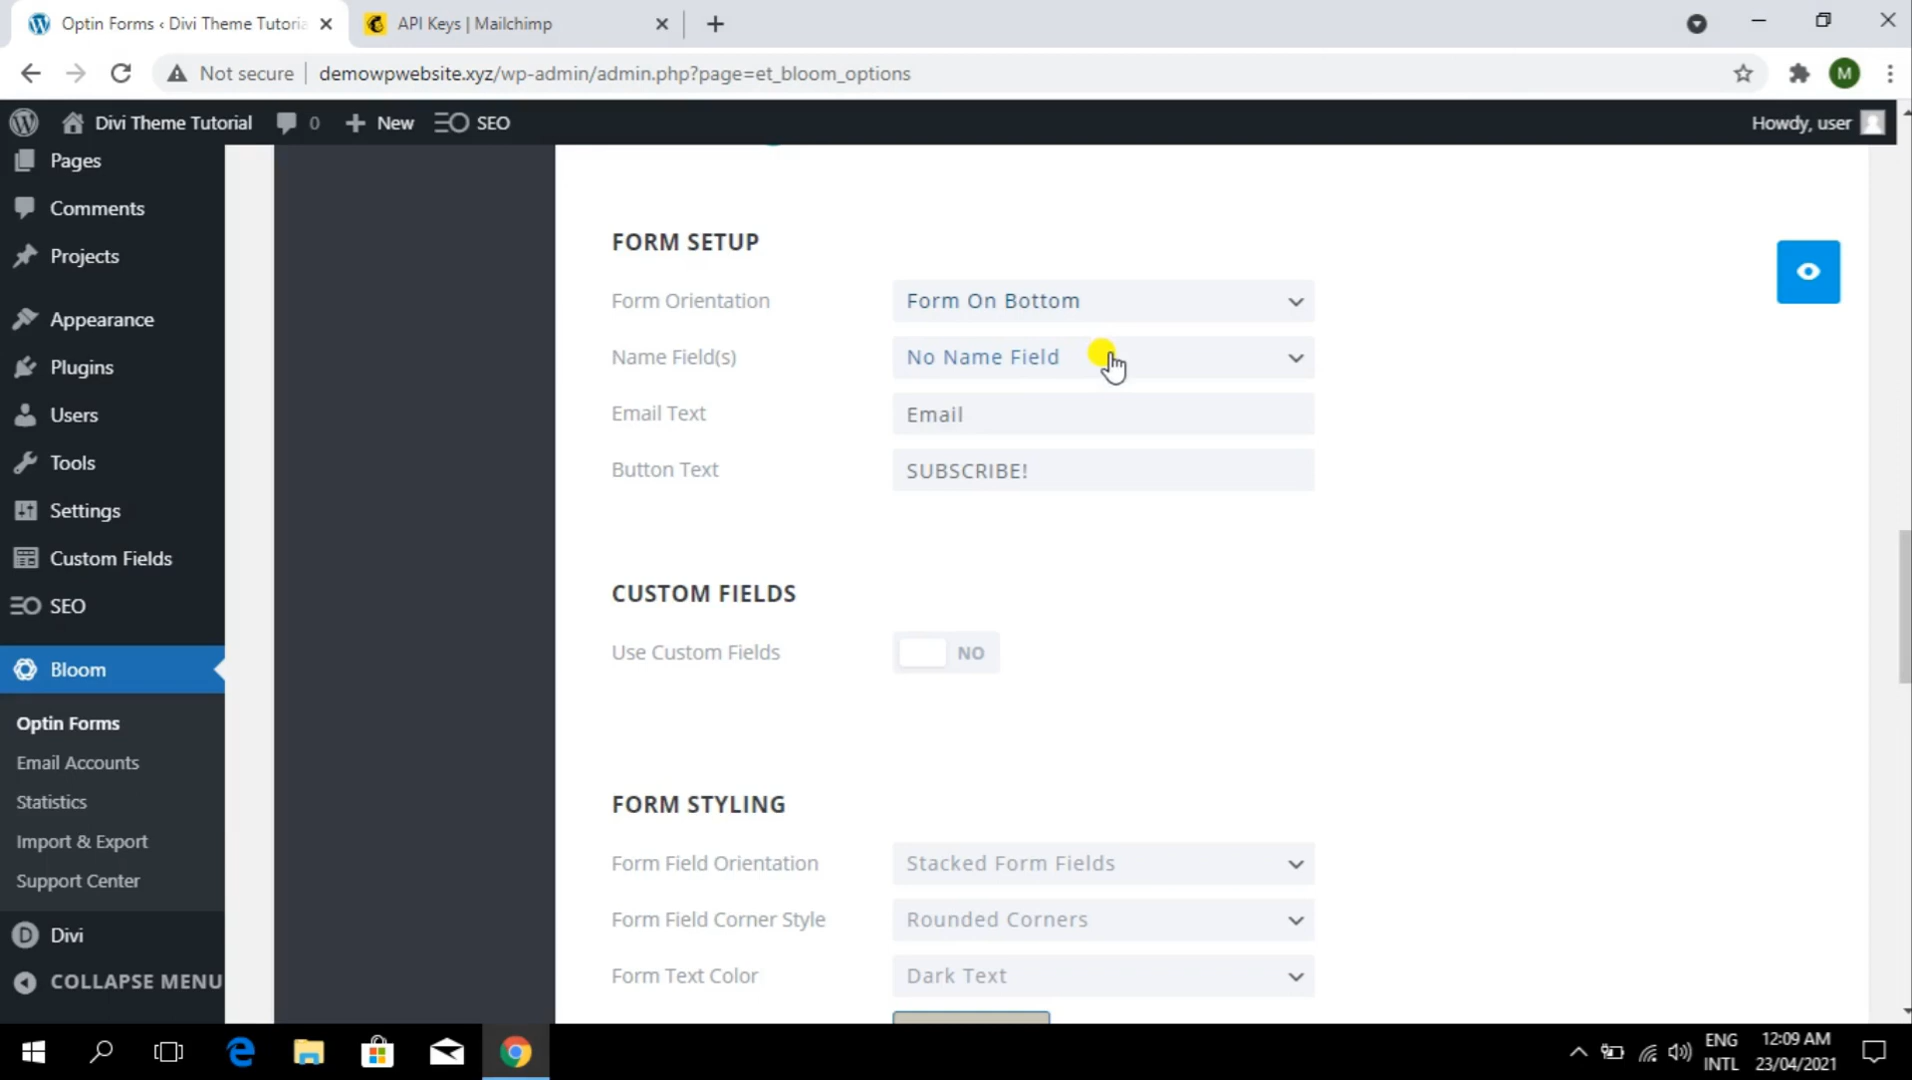 Optin Forms ‹ Divi Theme Tutoria
API Keys | Mailchimp
Not secure
demowpwebsite.xyz/wp-admin/admin.php?page=et_bloom_options
M
Divi Theme Tutorial
0
New
SEO
Howdy, user
Pages
Comments
Projects
Appearance
Plugins
Users
Tools
Settings
Custom Fields
SEO
Bloom
Optin Forms
Email Accounts
Statistics
Import & Export
Support Center
Divi
COLLAPSE MENU
FORM SETUP
Form Orientation
Form On Bottom
Name Field(s)
No Name Field
Email Text
Email
Button Text
SUBSCRIBE!
CUSTOM FIELDS
Use Custom Fields
NO
FORM STYLING
Form Field Orientation
Stacked Form Fields
Form Field Corner Style
Rounded Corners
Form Text Color
Dark Text
ENG
INTL
12:09 AM
23/04/2021